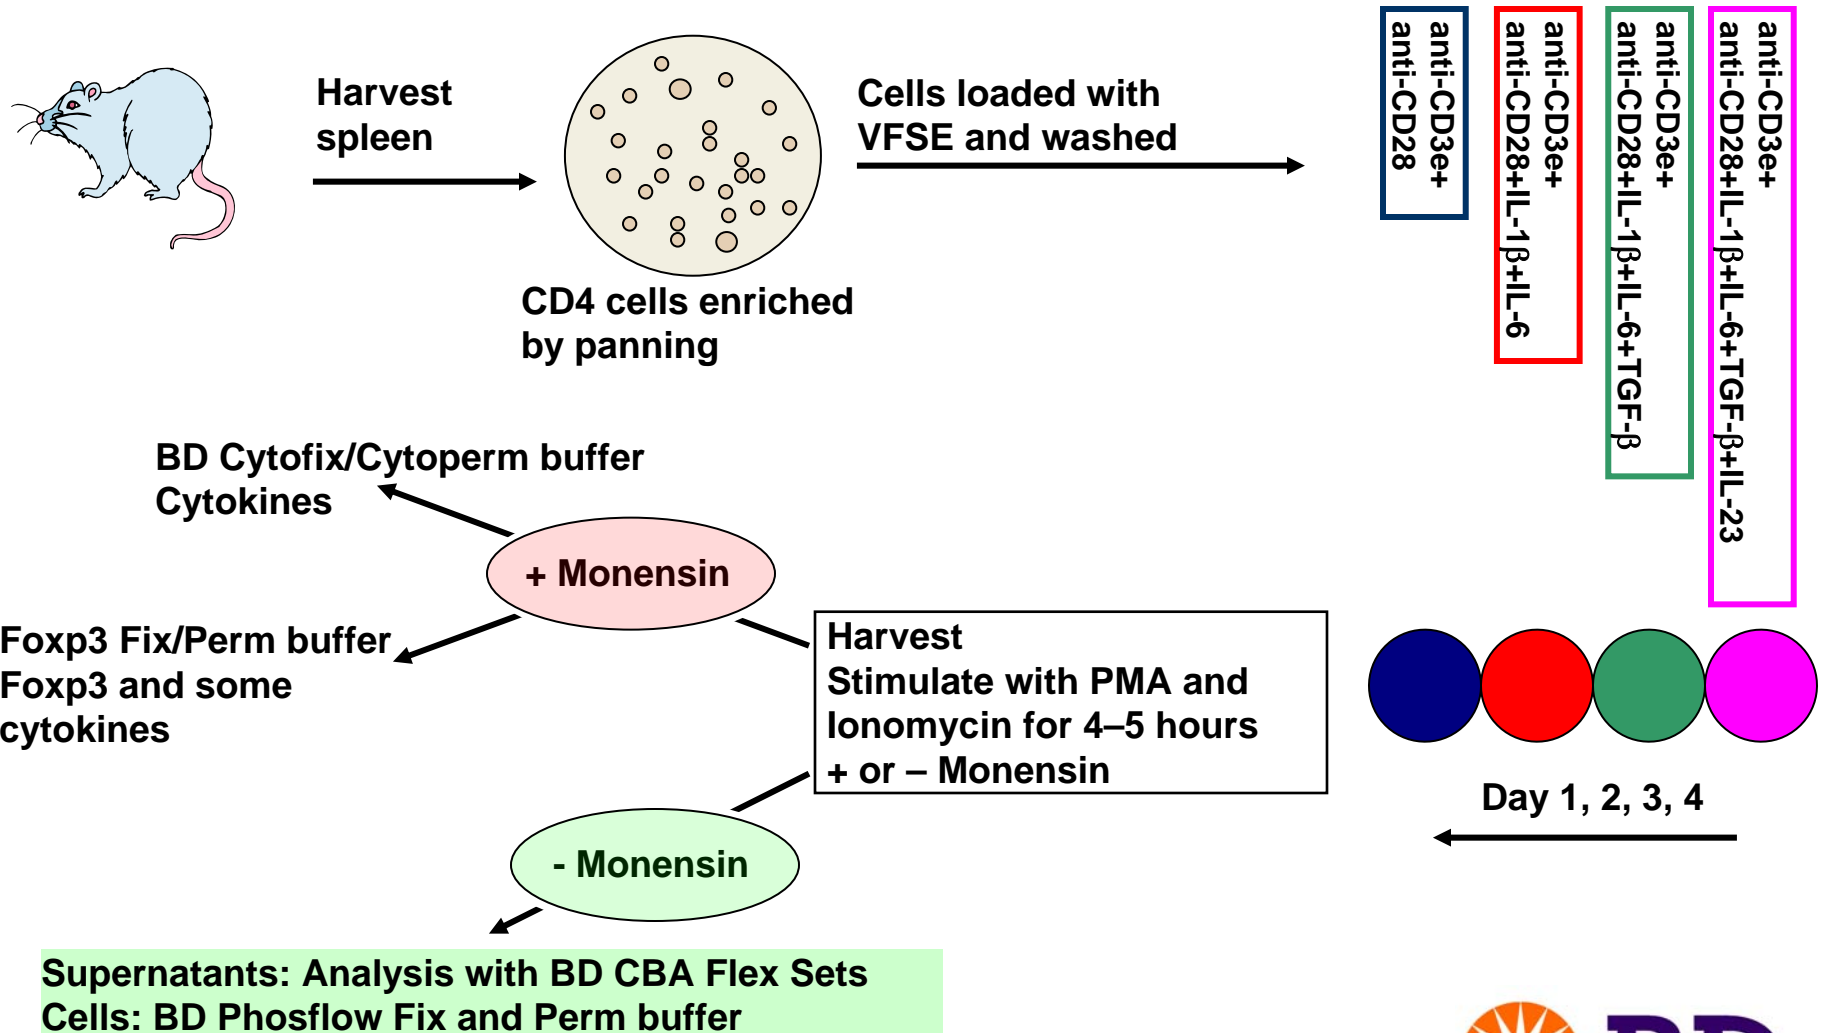 Harvest
spleen
Cells loaded with
VFSE and washed
anti-CD3e+
anti-CD28
anti-CD3e+
anti-CD28+IL-1β+IL-6
anti-CD3e+
anti-CD28+IL-1β+IL-6+TGF-β
anti-CD3e+
anti-CD28+IL-1β+IL-6+TGF-β+IL-23
CD4 cells enriched
by panning
BD Cytofix/Cytoperm buffer
Cytokines
+ Monensin
Foxp3 Fix/Perm buffer
Foxp3 and some
cytokines
Harvest
Stimulate with PMA and
Ionomycin for 4–5 hours
+ or – Monensin
Day 1, 2, 3, 4
- Monensin
Supernatants: Analysis with BD CBA Flex Sets
Cells: BD Phosflow Fix and Perm buffer
BD